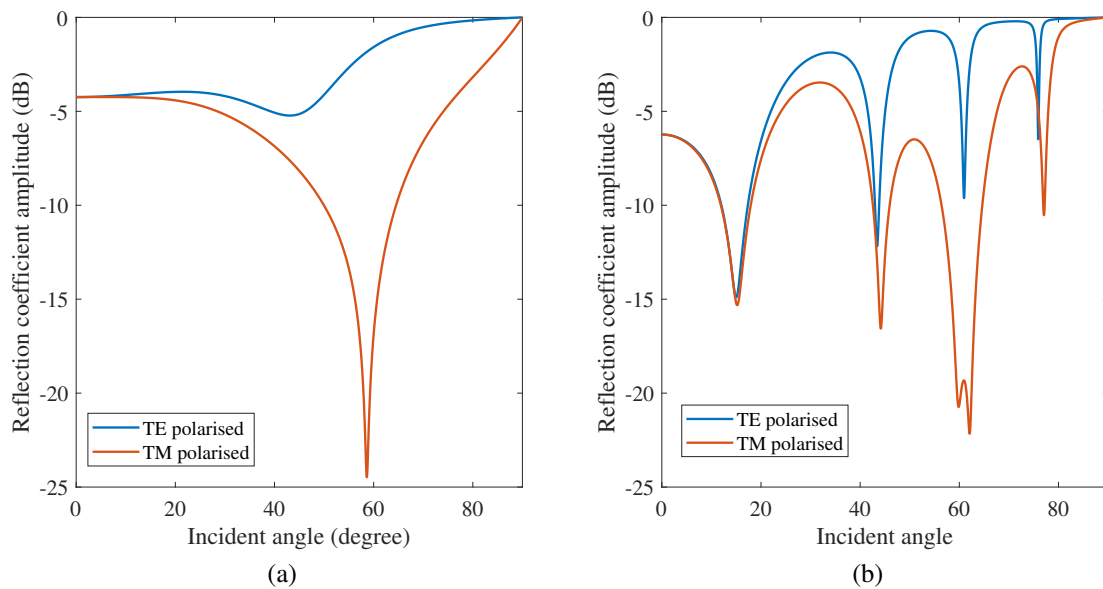 Reflection coefficient amplitude (dB)
0
-5
-10
-15
-20
-25
TE polarised
TM polarised
0 20 40 60 80
Incident angle (degree)
(a)
Reflection coefficient amplitude (dB)
0
-5
-10
-15
-20
-25
TE polarised
TM polarised
0 20 40 60 80
Incident angle
(b)